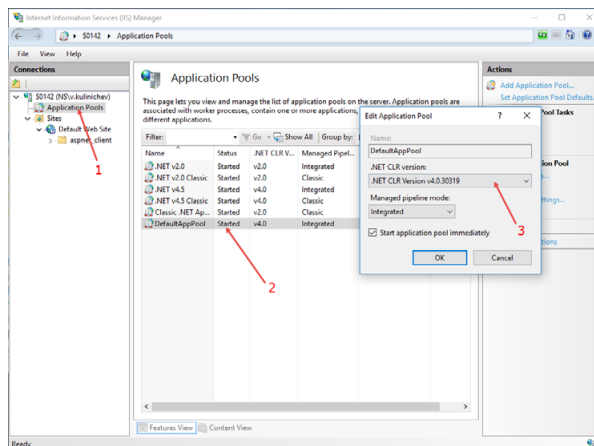 Internet Information Services (IIS) Manager
S0142 Application Pools
File View Help
Connections
S0142 (NS\v.kulinichev)
Application Pools
Sites
Default Web Site
aspnet_client
1
Application Pools
This page lets you view and manage the list of application pools on the server. Application pools are
associated with worker processes, contain one or more applications,
different applications.
Filter: Go Show All Group by:
Name Status .NET CLR V... Managed Pipel...
.NET v2.0 Started v2.0 Integrated
.NET v2.0 Classic Started v2.0 Classic
.NET v4.5 Started v4.0 Integrated
.NET v4.5 Classic Started v4.0 Classic
Classic .NET Ap... Started v2.0 Classic
DefaultAppPool Started v4.0 Integrated
2
Features View Content View
Ready
Edit Application Pool ? X
Name:
DefaultAppPool
.NET CLR version:
.NET CLR Version v4.0.30319
Managed pipeline mode:
Integrated
Start application pool immediately
OK Cancel
3
Actions
Add Application Pool...
Set Application Pool Defaults...
Pool Tasks
ion Pool
ttings...
tions